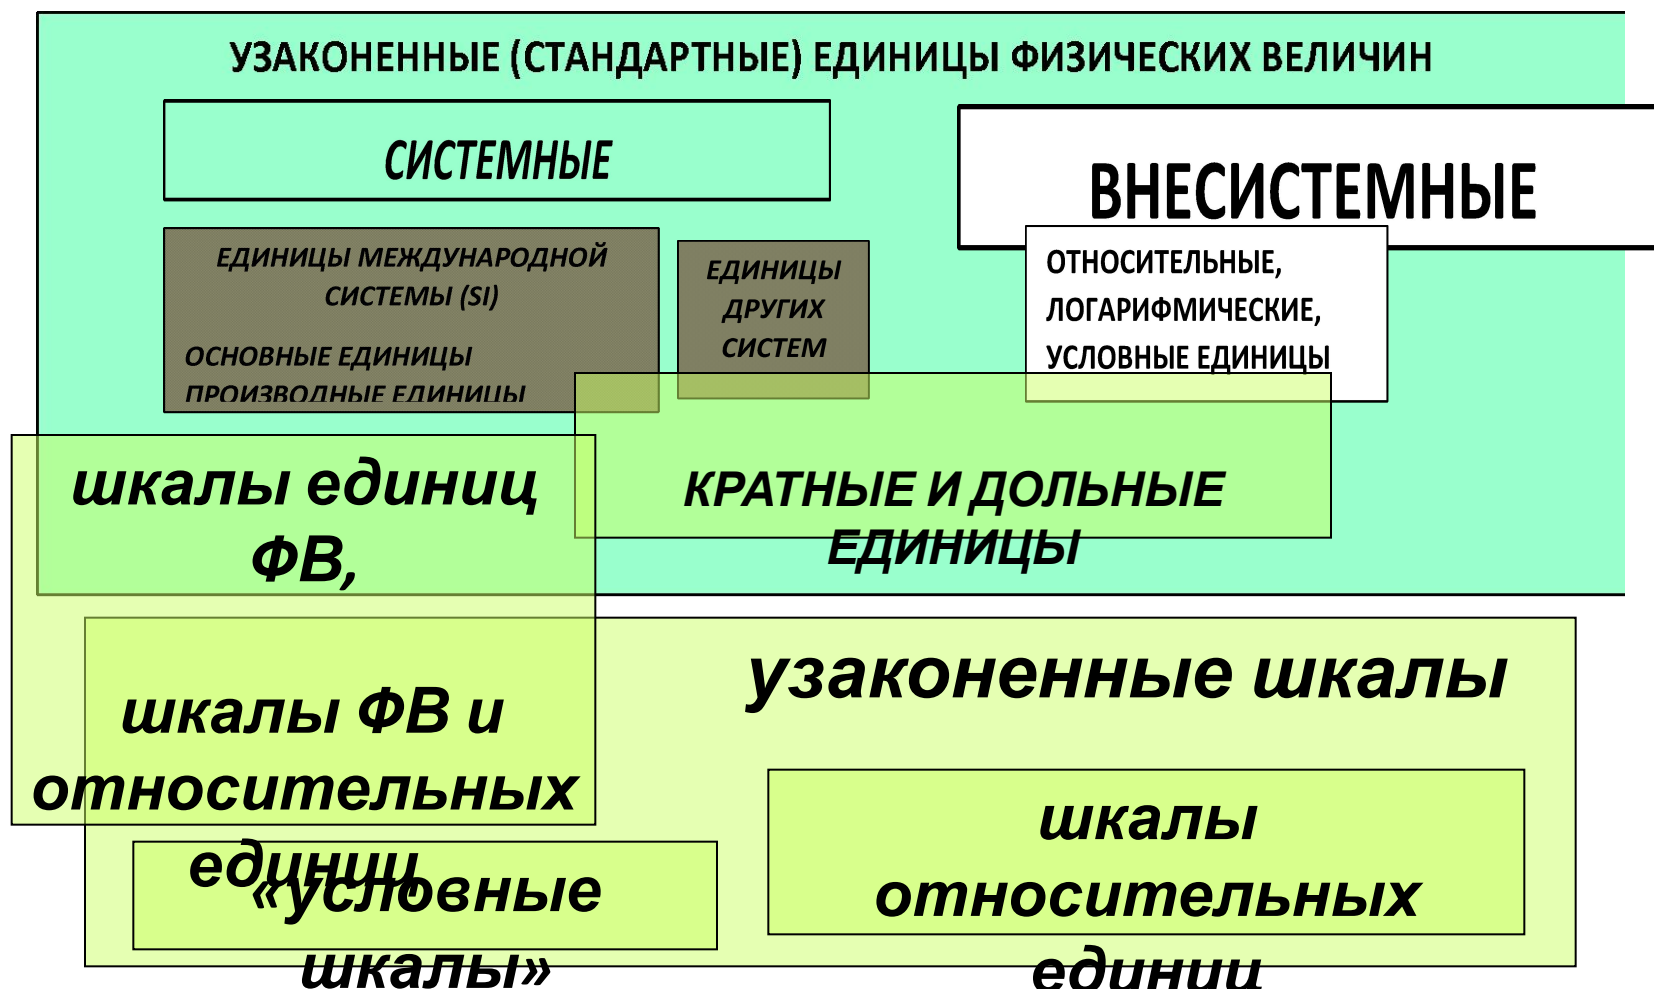 УЗАКОНЕННЫЕ (СТАНДАРТНЫЕ) ЕДИНИЦЫ ФИЗИЧЕСКИХ ВЕЛИЧИН
СИСТЕМНЫЕ
ВНЕСИСТЕМНЫЕ
ЕДИНИЦЫ МЕЖДУНАРОДНОЙ
СИСТЕМЫ (SI)
ОСНОВНЫЕ ЕДИНИЦЫ
ПРОИЗВОДНЫЕ ЕДИНИЦЫ
ЕДИНИЦЫ
ДРУГИХ
СИСТЕМ
ОТНОСИТЕЛЬНЫЕ,
ЛОГАРИФМИЧЕСКИЕ,
УСЛОВНЫЕ ЕДИНИЦЫ
КРАТНЫЕ И ДОЛЬНЫЕ
ЕДИНИЦЫ
шкалы единиц
ФВ,
шкалы ФВ и
относительных
единиц
узаконенные шкалы
«условные
шкалы»
шкалы
относительных
единиц